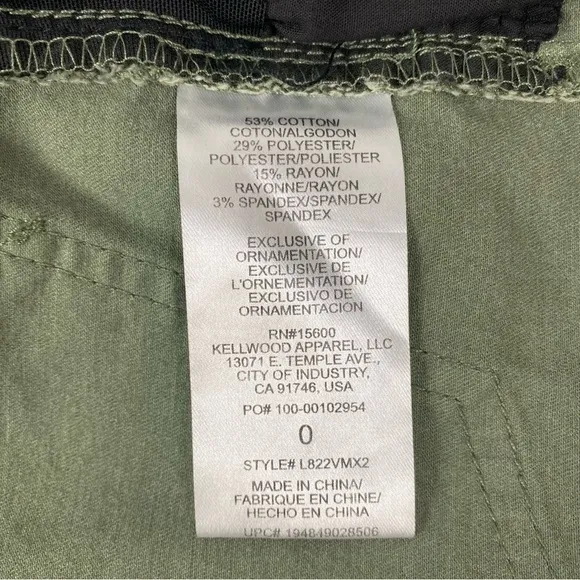 53% COTTON/
COTON/ALGODON
29% POLYESTER/
POLYESTER/POLIESTER
15% RAYON/
RAYONNE/RAYON
3% SPANDEX/SPANDEX/
SPANDEX
EXCLUSIVE OF
ORNAMENTATION/
EXCLUSIVE DE
L'ORNEMENTATION/
EXCLUSIVO DE
ORNAMENTACIÓN
RN#15600
KELLWOOD APPAREL, LLC
13071 E. TEMPLE AVE.,
CITY OF INDUSTRY,
CA 91746, USA
PO# 100-00102954
0
STYLE# L822VMX2
MADE IN CHINA/
FABRIQUE EN CHINE/
HECHO EN CHINA
UPC# 194849028506